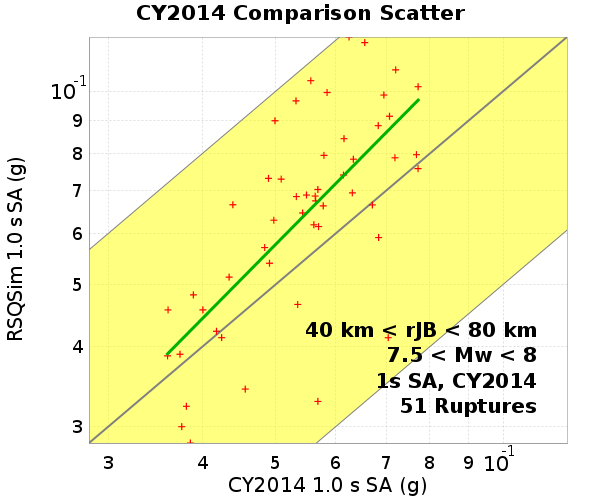 CY2014 Comparison Scatter
RSQSim 1.0 s SA (g)
10-1
9
8
7
6
5
4
3
40 km < rJB < 80 km
7.5 < Mw < 8
1s SA, CY2014
51 Ruptures
3 4 5 6 7 8 9 10-1
CY2014 1.0 s SA (g)